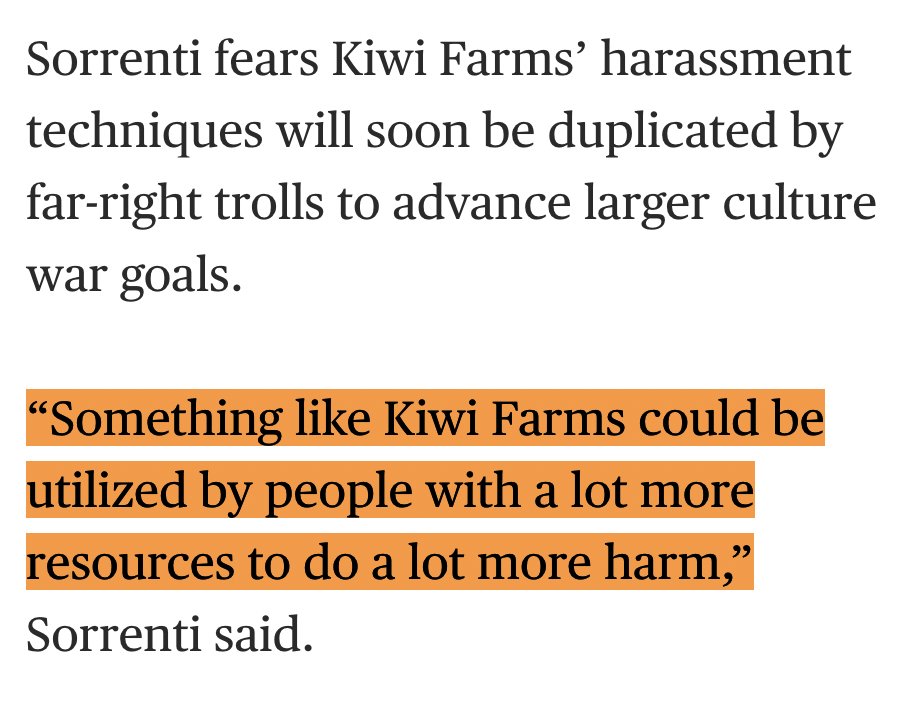 Sorrenti fears Kiwi Farms’ harassment
techniques will soon be duplicated by
far-right trolls to advance larger culture
war goals.
“Something like Kiwi Farms could be
utilized by people with a lot more
resources to do a lot more harm,”
Sorrenti said.